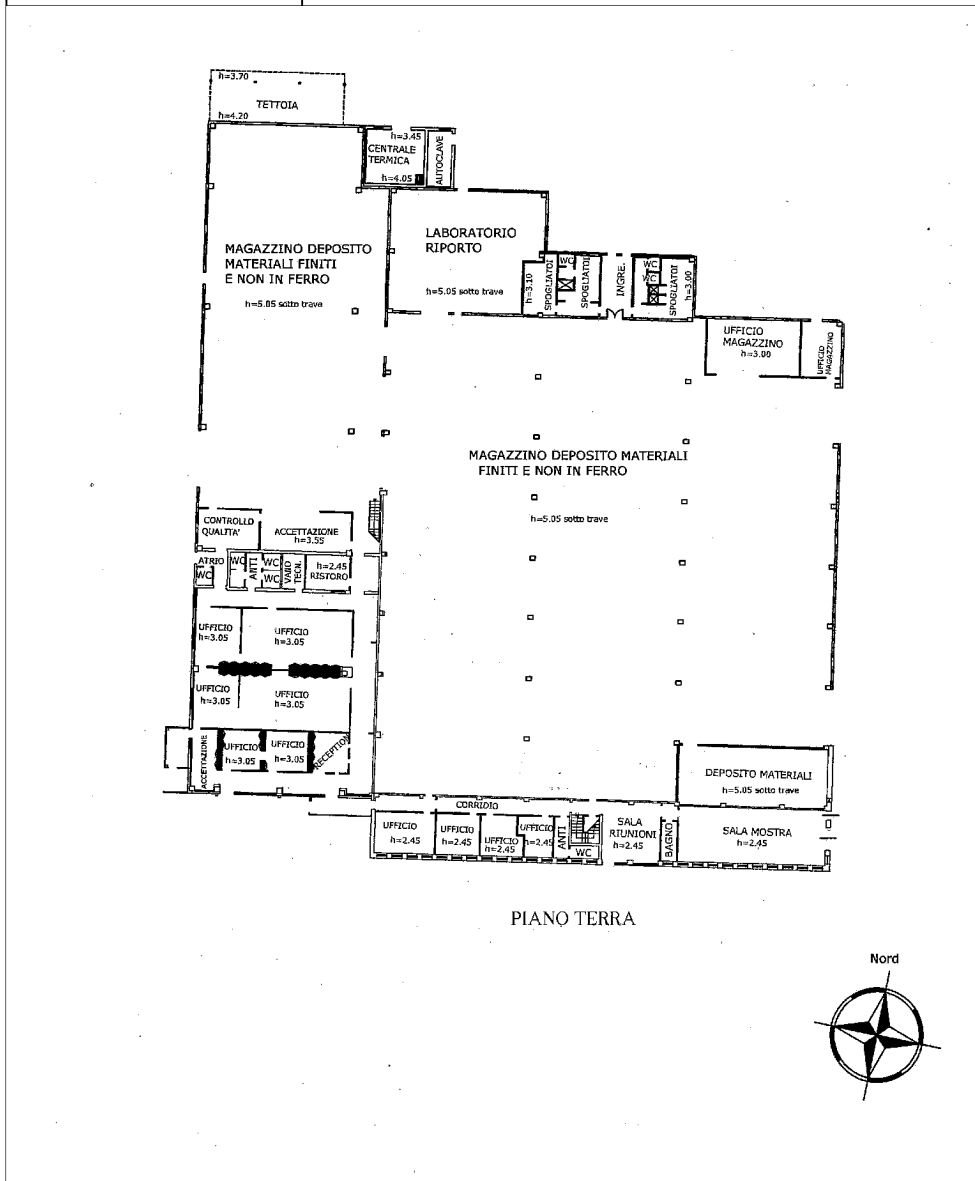 h=3.70
TETTOIA
h=4.20
h=3.45
CENTRALE
TERMICA
h=4.05
AUTOCLAVE
LABORATORIO
RIPORTO
h=5.05 sotto trave
MAGAZZINO DEPOSITO
MATERIALI FINITI
E NON IN FERRO
h=5.05 sotto trave
h=3.10
SPOGLIATOI
WC
SPOGLIATOI
INGRE.
WC
SPOGLIATOI
h=3.00
UFFICIO
MAGAZZINO
h=3.00
UFFICIO
MAGAZZINO
MAGAZZINO DEPOSITO MATERIALI
FINITI E NON IN FERRO
h=5.05 sotto trave
CONTROLLO
QUALITA'
ACCETTAZIONE
h=3.55
ATRIO
WC
WC
ANTI
WC
WC
VANO
TECN.
h=2.45
RISTORO
UFFICIO
h=3.05
UFFICIO
h=3.05
UFFICIO
h=3.05
UFFICIO
h=3.05
ACCETTAZIONE
UFFICIO
h=3.05
UFFICIO
h=3.05
RECEPTION
DEPOSITO MATERIALI
h=5.05 sotto trave
CORRIDIO
UFFICIO
h=2.45
UFFICIO
h=2.45
UFFICIO
h=2.45
UFFICIO
h=2.45
ANTI
WC
SALA
RIUNIONI
h=2.45
BAGNO
SALA MOSTRA
h=2.45
PIANO TERRA
Nord